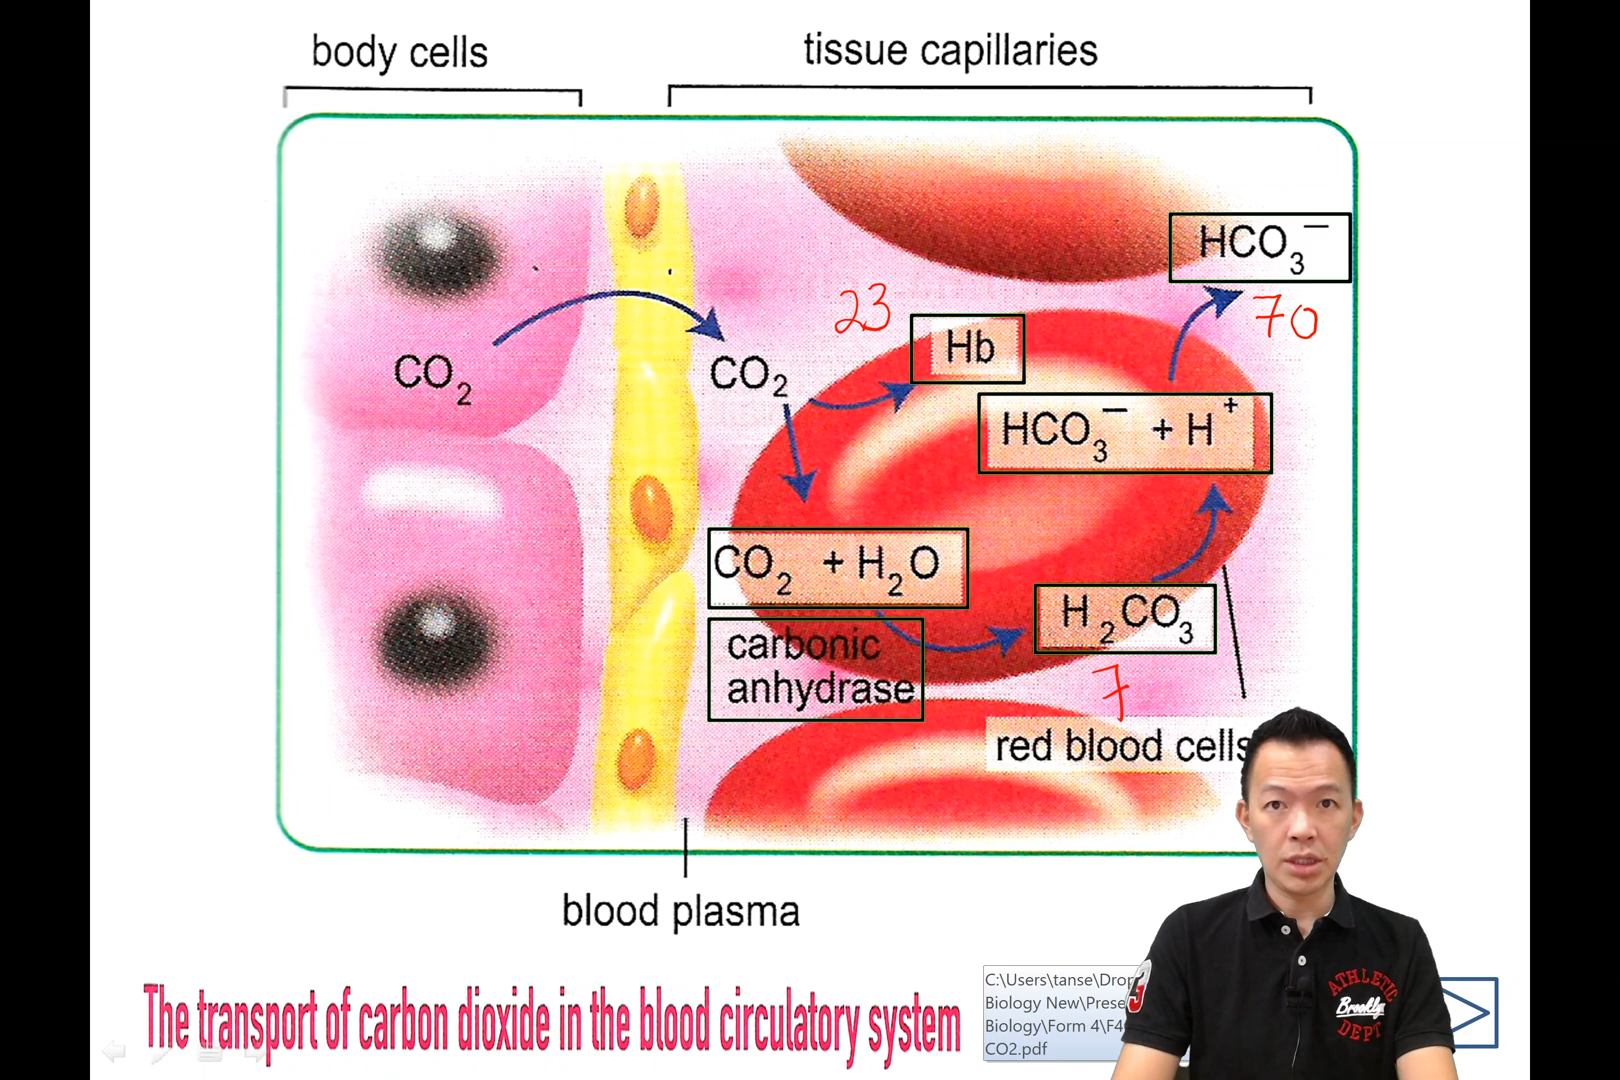 body cells
tissue capillaries
HCO3−
23
70
Hb
CO2
CO2
HCO3− + H+
CO2 + H2O
H2CO3
carbonic
anhydrase
7
red blood cells
blood plasma
The transport of carbon dioxide in the blood circulatory system
C:\Users\tanse\Drop
Biology New\Prese
Biology\Form 4\F4
CO2.pdf
ATHLETIC
Brooklyn
DEPT